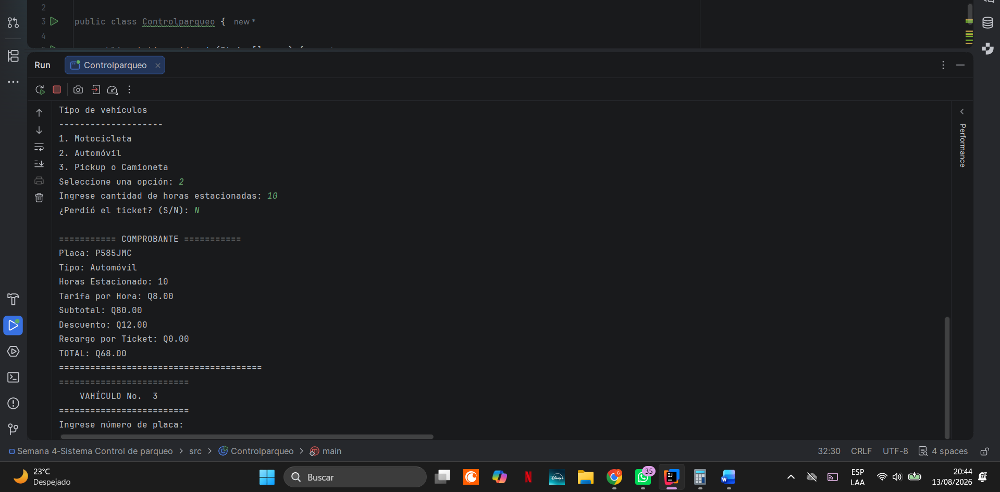 2
3 public class Controlparqueo { new *
4
Run Controlparqueo
Tipo de vehículos
--------------------
1. Motocicleta
2. Automóvil
3. Pickup o Camioneta
Seleccione una opción: 2
Ingrese cantidad de horas estacionadas: 10
¿Perdió el ticket? (S/N): N
=========== COMPROBANTE ===========
Placa: P585JMC
Tipo: Automóvil
Horas Estacionado: 10
Tarifa por Hora: Q8.00
Subtotal: Q80.00
Descuento: Q12.00
Recargo por Ticket: Q0.00
TOTAL: Q68.00
=======================================
=========================
VAHÍCULO No.  3
=========================
Ingrese número de placa:
Performance
Semana 4-Sistema Control de parqueo > src > Controlparqueo > main
32:30 CRLF UTF-8 4 spaces
23°C
Despejado
Buscar
35
ESP
LAA
20:44
13/08/2026